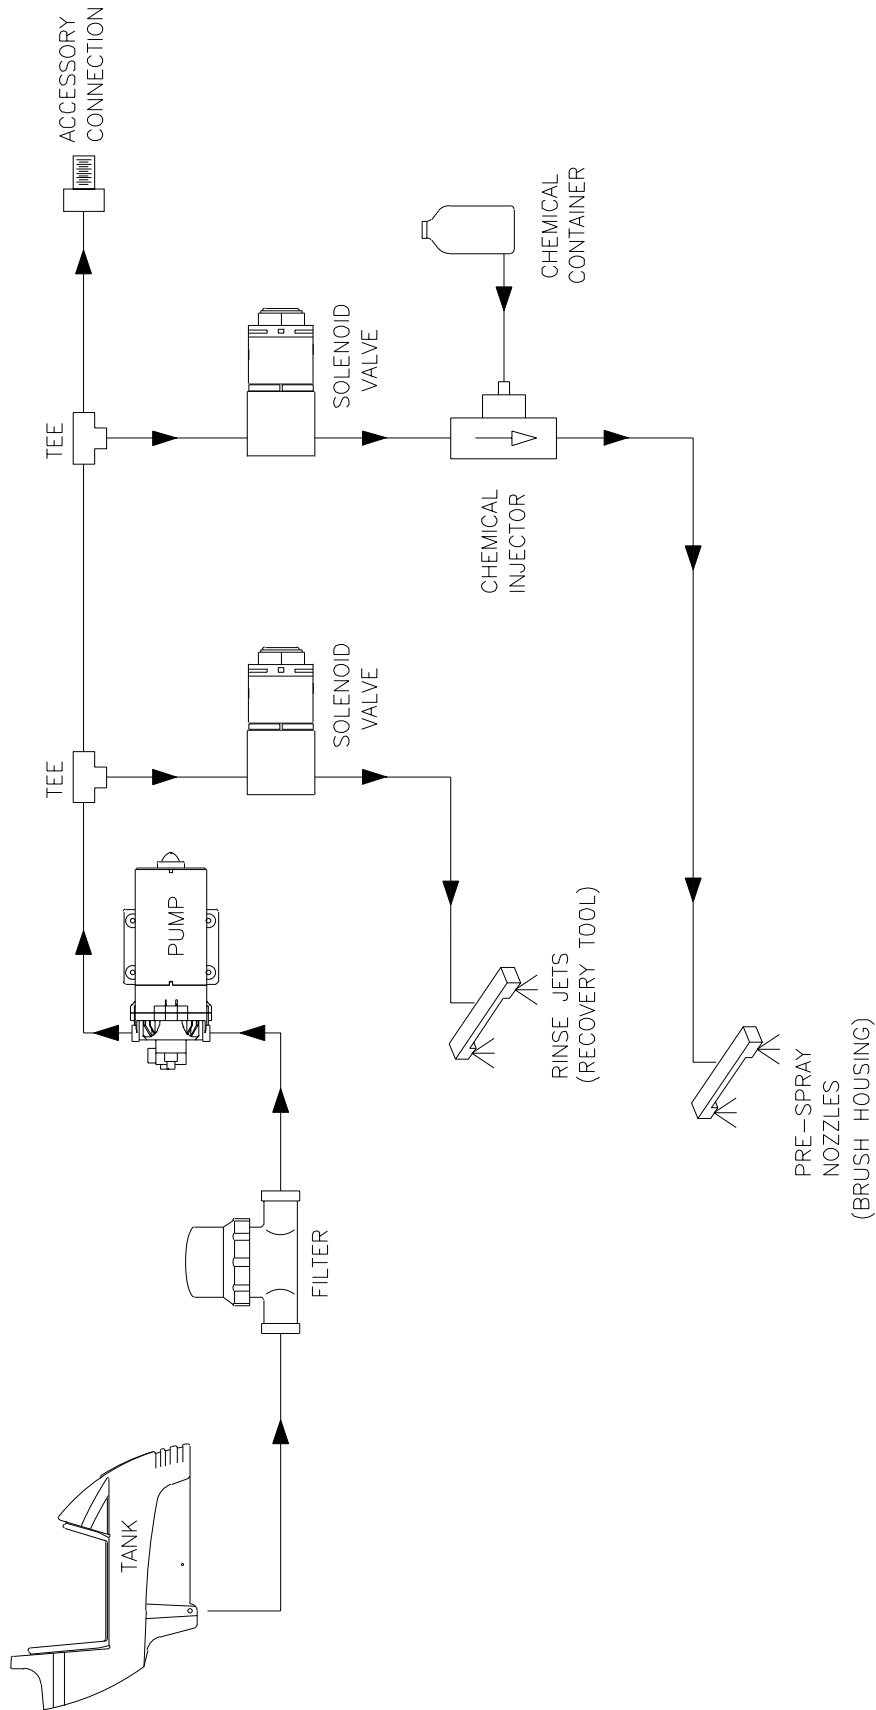 TANK
FILTER
PUMP
TEE
TEE
ACCESSORY
CONNECTION
SOLENOID
VALVE
SOLENOID
VALVE
CHEMICAL
CONTAINER
CHEMICAL
INJECTOR
RINSE JETS
(RECOVERY TOOL)
PRE-SPRAY
NOZZLES
(BRUSH HOUSING)